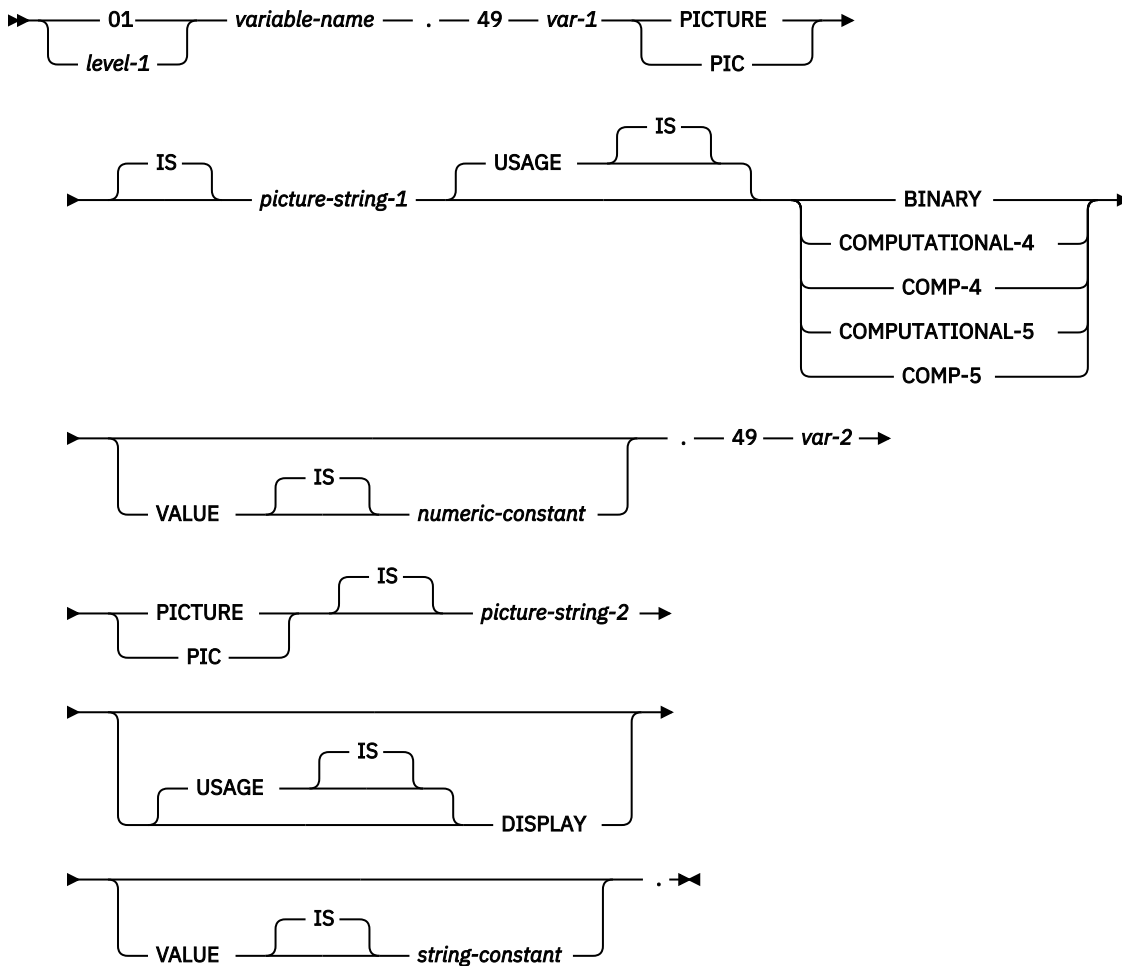 01 variable-name . 49 var-1 PICTURE
level-1 PIC
IS
IS USAGE
picture-string-1 BINARY
COMPUTATIONAL-4
COMP-4
COMPUTATIONAL-5
COMP-5
. 49 var-2
IS
VALUE numeric-constant
IS
PICTURE picture-string-2
PIC
IS
USAGE
DISPLAY
.
IS
VALUE string-constant